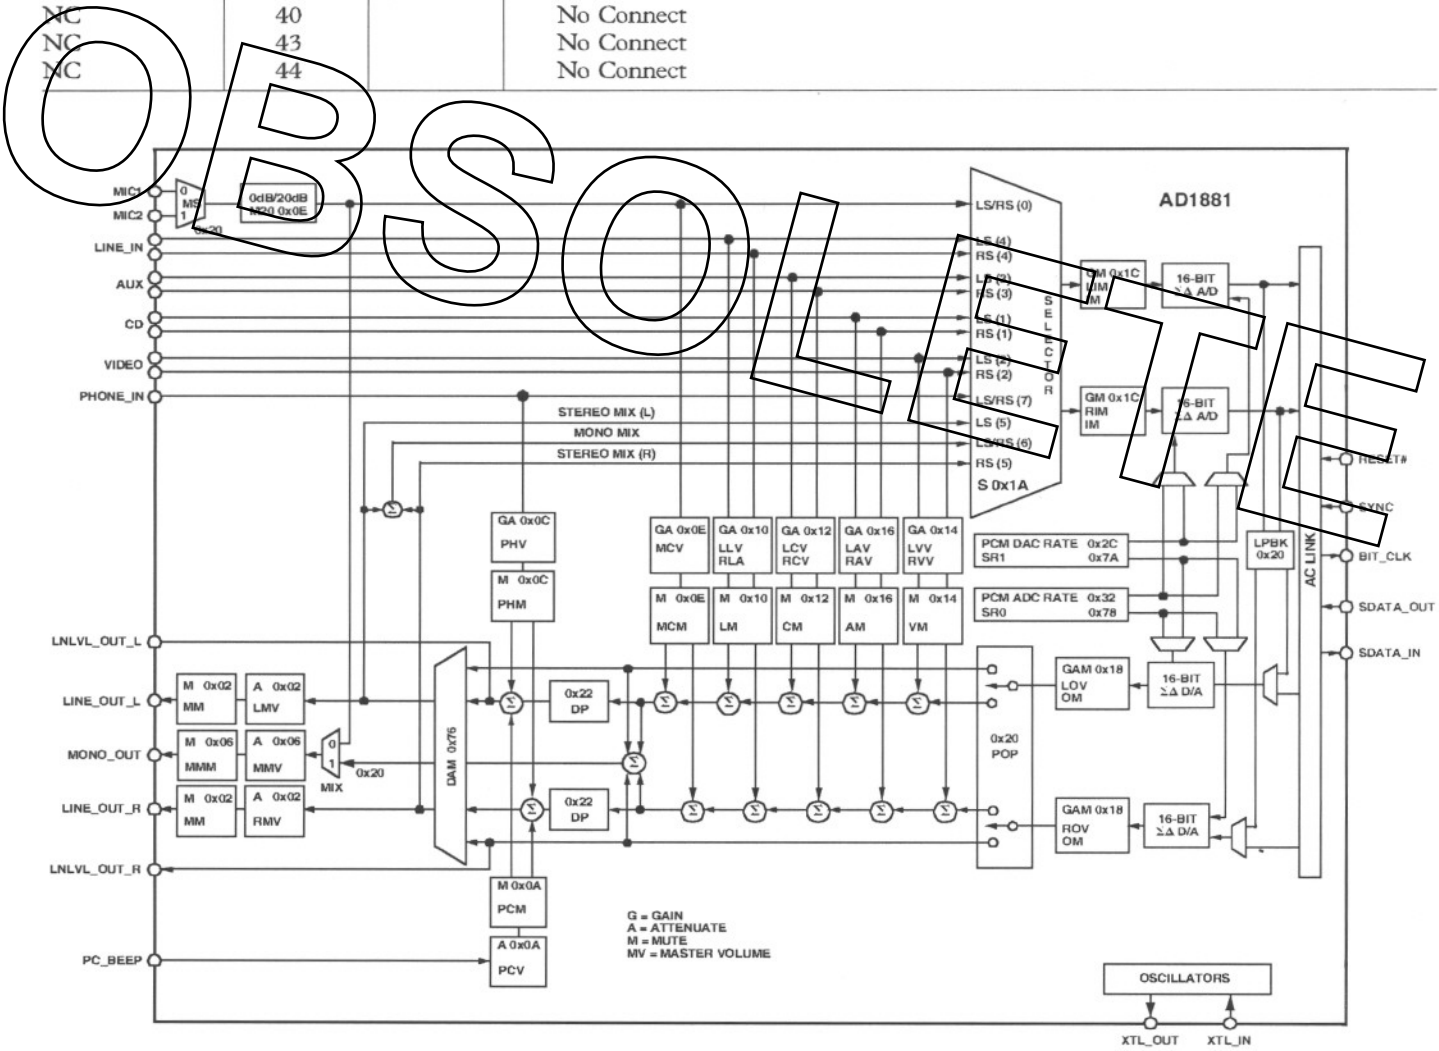 NC 40 No Connect
NC 43 No Connect
NC 44 No Connect
OBSOLETE
AD1881
MIC1
MIC2
0
MS
1
0x20
0dB/20dB
M20 0x0E
LINE_IN
AUX
CD
VIDEO
PHONE_IN
STEREO MIX (L)
MONO MIX
STEREO MIX (R)
LS/RS (0)
LS (4)
RS (4)
LS (3)
RS (3)
LS (1)
RS (1)
LS (2)
RS (2)
LS/RS (7)
LS (5)
LS/RS (6)
RS (5)
S 0x1A
SELECTOR
GM 0x1C
LIM
IM
16-BIT
ΣΔ A/D
GM 0x1C
RIM
IM
16-BIT
ΣΔ A/D
RESET#
SYNC
BIT_CLK
SDATA_OUT
SDATA_IN
AC LINK
LPBK
0x20
PCM DAC RATE 0x2C
SR1 0x7A
PCM ADC RATE 0x32
SR0 0x78
Σ
GA 0x0C
PHV
M 0x0C
PHM
GA 0x0E
MCV
GA 0x10
LLV
RLA
GA 0x12
LCV
RCV
GA 0x16
LAV
RAV
GA 0x14
LVV
RVV
M 0x0E
MCM
M 0x10
LM
M 0x12
CM
M 0x16
AM
M 0x14
VM
LNLVL_OUT_L
LINE_OUT_L
MONO_OUT
LINE_OUT_R
LNLVL_OUT_R
PC_BEEP
M 0x02
MM
A 0x02
LMV
M 0x06
MMM
A 0x06
MMV
0
1
MIX
0x20
M 0x02
MM
A 0x02
RMV
DAM 0x76
Σ
0x22
DP
Σ Σ Σ Σ Σ
Σ
Σ
0x22
DP
Σ Σ Σ Σ Σ
0x20
POP
GAM 0x18
LOV
OM
16-BIT
ΣΔ D/A
GAM 0x18
ROV
OM
16-BIT
ΣΔ D/A
M 0x0A
PCM
A 0x0A
PCV
G = GAIN
A = ATTENUATE
M = MUTE
MV = MASTER VOLUME
OSCILLATORS
XTL_OUT
XTL_IN